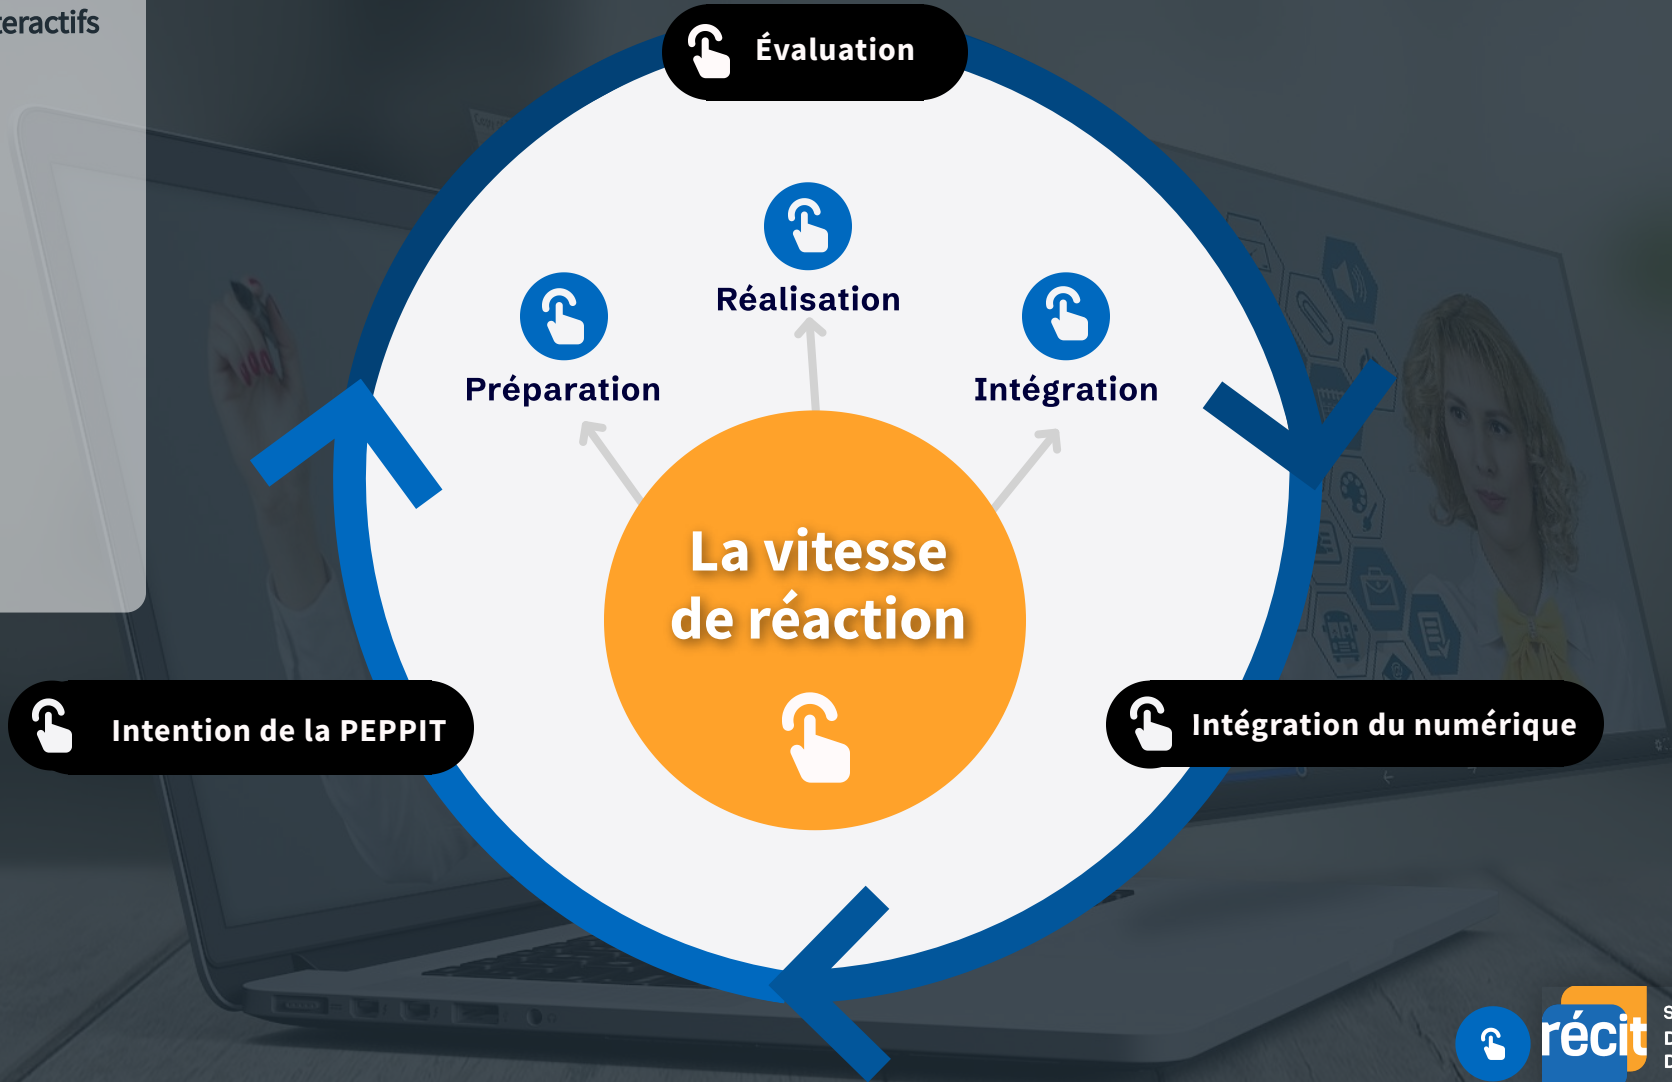 teractifs
Évaluation
Réalisation
Préparation
Intégration
La vitesse
de réaction
Intention de la PEPPIT
Intégration du numérique
récit
S
D
D